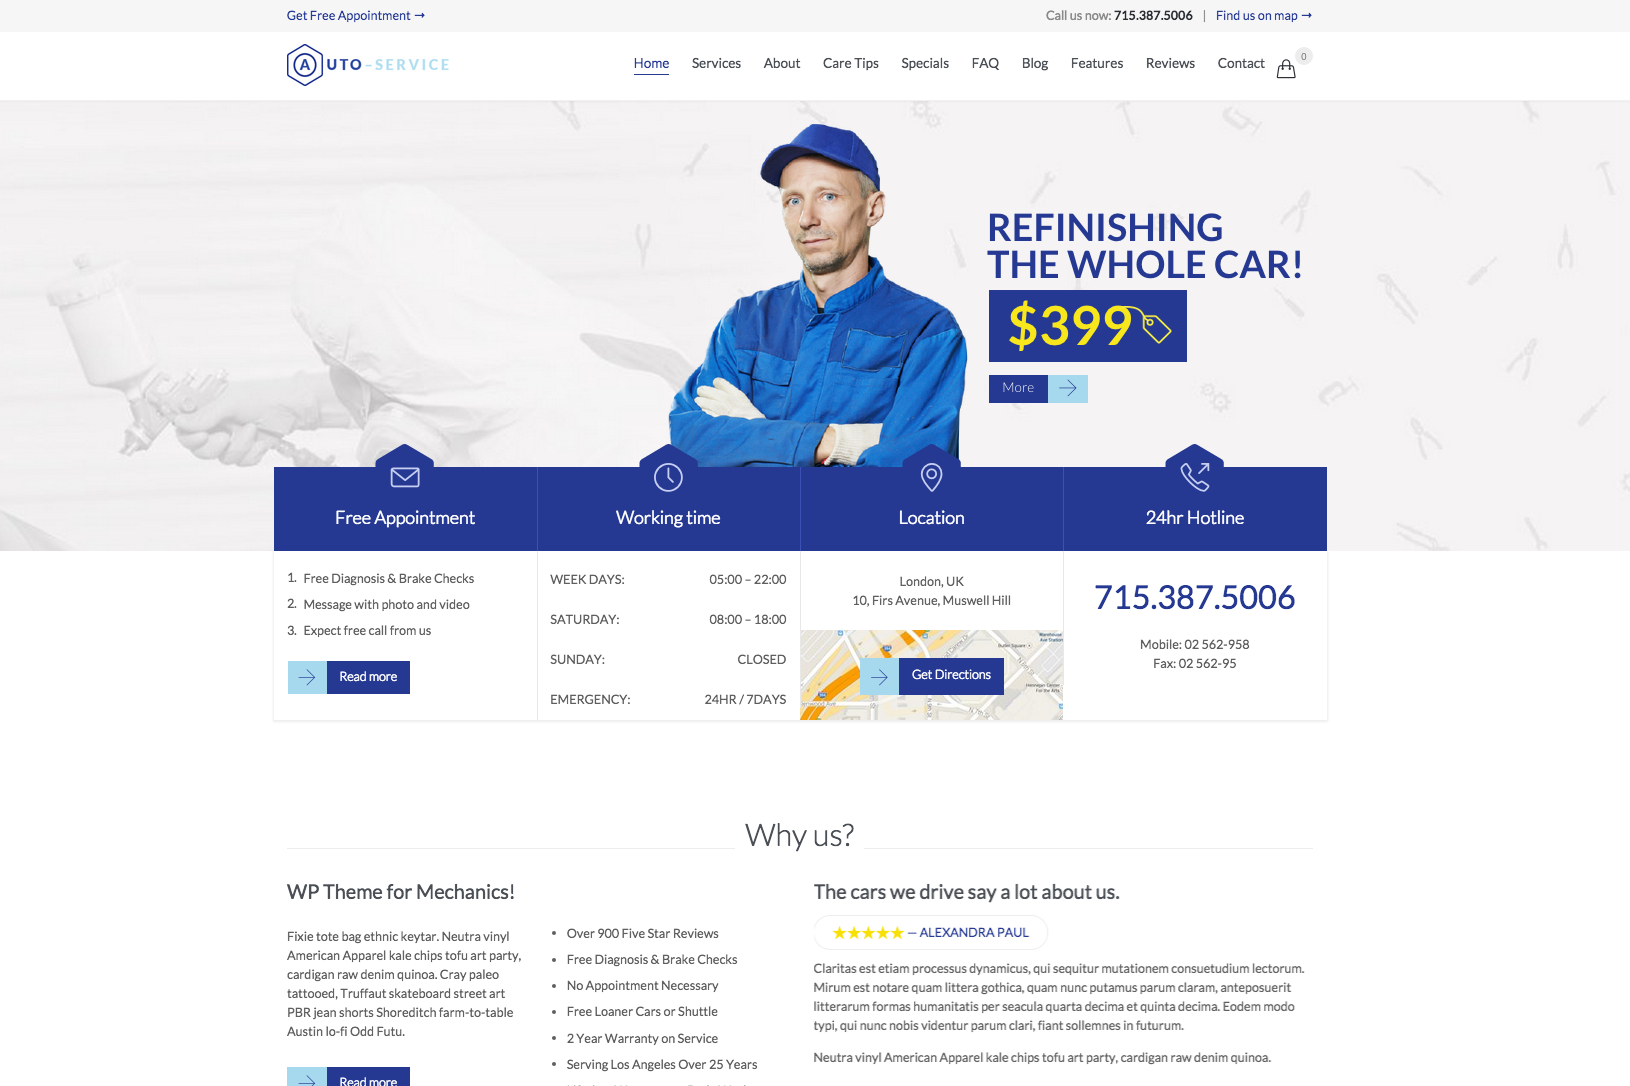 Get Free Appointment →
Call us now: 715.387.5006 | Find us on map →
AUTO-SERVICE
Home Services About Care Tips Specials FAQ Blog Features Reviews Contact 0
REFINISHING
THE WHOLE CAR!
$399
More
Free Appointment
1. Free Diagnosis & Brake Checks
2. Message with photo and video
3. Expect free call from us
Read more
Working time
WEEK DAYS: 05:00 – 22:00
SATURDAY: 08:00 – 18:00
SUNDAY: CLOSED
EMERGENCY: 24HR / 7DAYS
Location
London, UK
10, Firs Avenue, Muswell Hill
Get Directions
24hr Hotline
715.387.5006
Mobile: 02 562-958
Fax: 02 562-95
Why us?
WP Theme for Mechanics!
Fixie tote bag ethnic keytar. Neutra vinyl
American Apparel kale chips tofu art party,
cardigan raw denim quinoa. Cray paleo
tattooed, Truffaut skateboard street art
PBR jean shorts Shoreditch farm-to-table
Austin lo-fi Odd Futu.
Read more
• Over 900 Five Star Reviews
• Free Diagnosis & Brake Checks
• No Appointment Necessary
• Free Loaner Cars or Shuttle
• 2 Year Warranty on Service
• Serving Los Angeles Over 25 Years
The cars we drive say a lot about us.
★★★★★ — ALEXANDRA PAUL
Claritas est etiam processus dynamicus, qui sequitur mutationem consuetudium lectorum.
Mirum est notare quam littera gothica, quam nunc putamus parum claram, anteposuerit
litterarum formas humanitatis per seacula quarta decima et quinta decima. Eodem modo
typi, qui nunc nobis videntur parum clari, fiant sollemnes in futurum.
Neutra vinyl American Apparel kale chips tofu art party, cardigan raw denim quinoa.